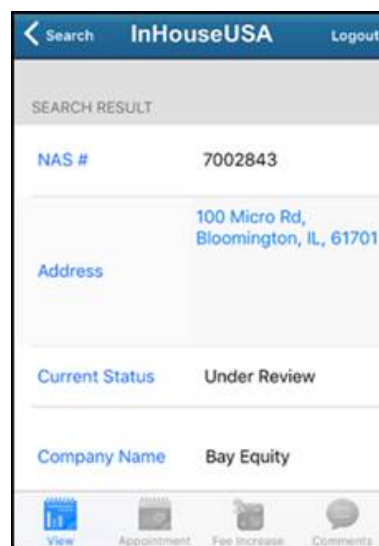 Search InHouseUSA Logout
SEARCH RESULT
NAS # 7002843
100 Micro Rd,
Bloomington, IL, 61701
Address
Current Status Under Review
Company Name Bay Equity
View Appointment Fee Increase Comments